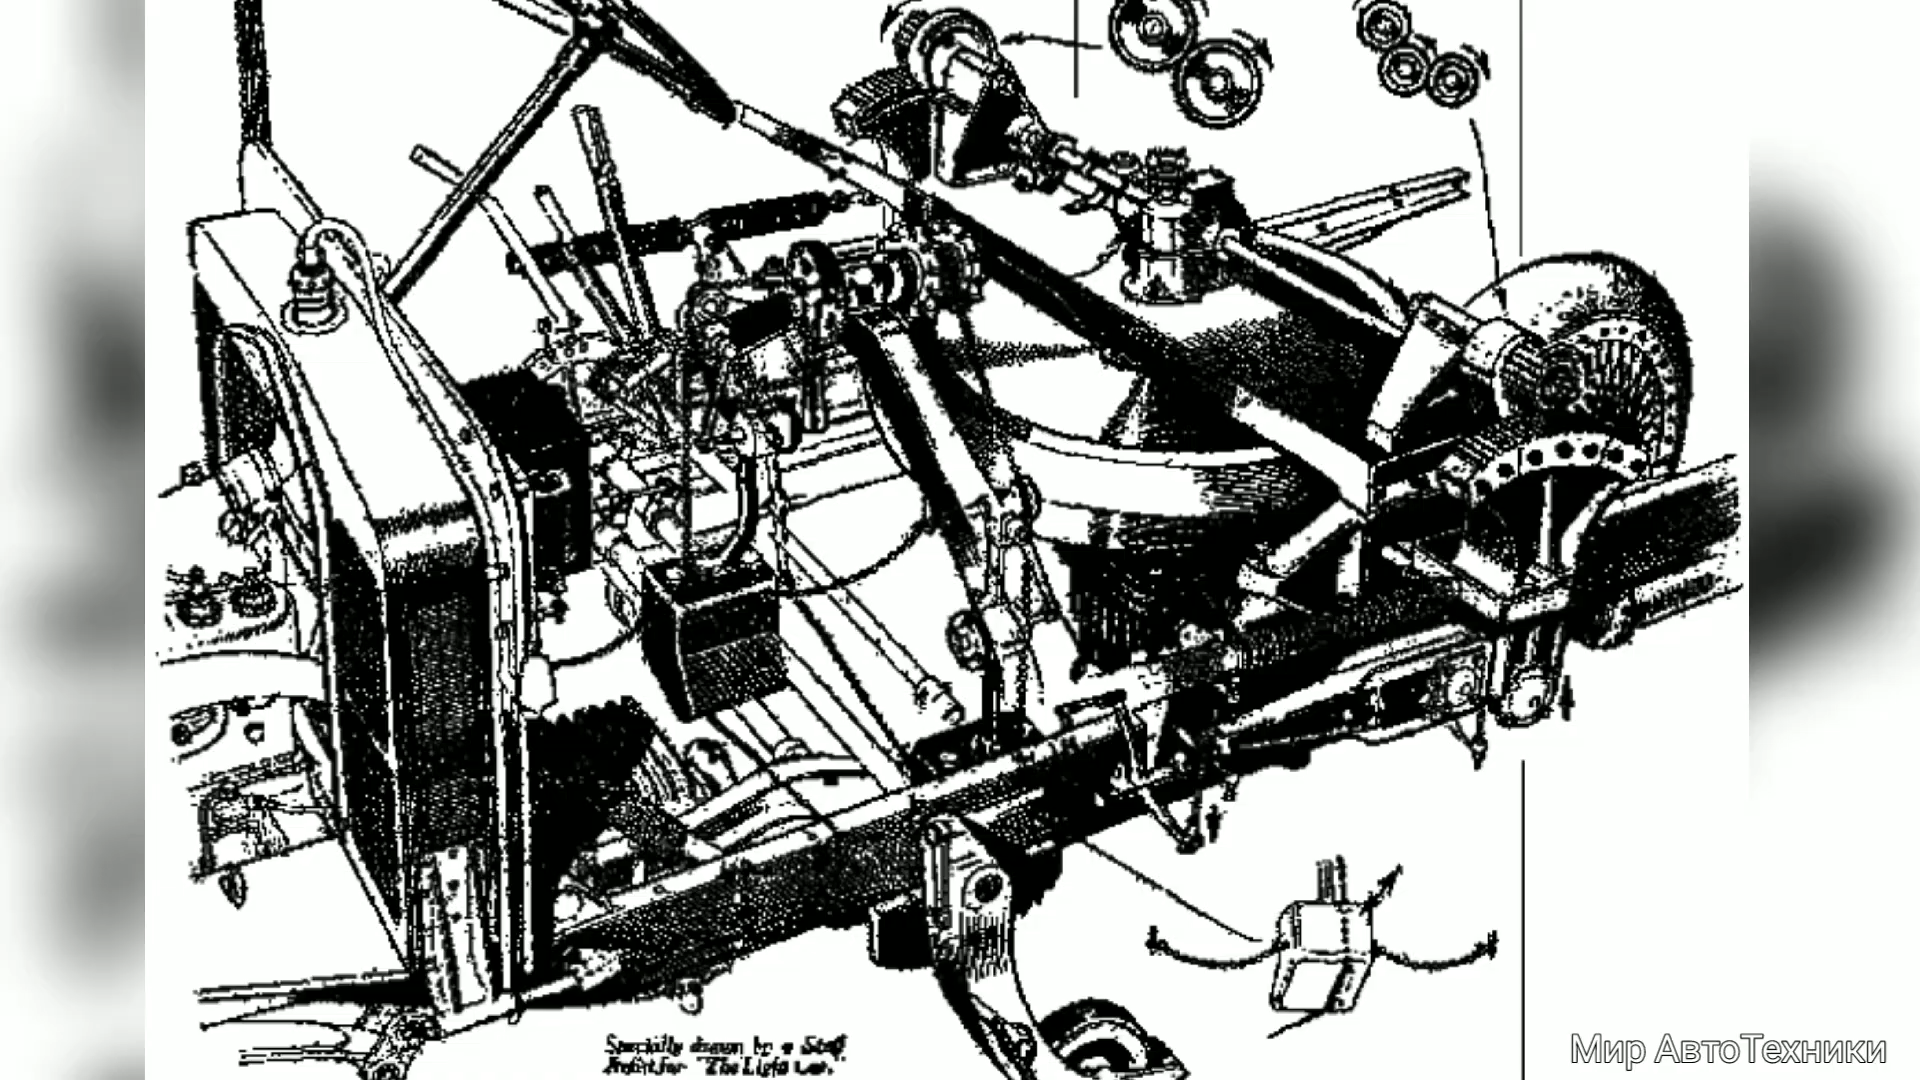 Specially drawn by a Staff
Artist for "The Light Car."
Мир АвтоТехники